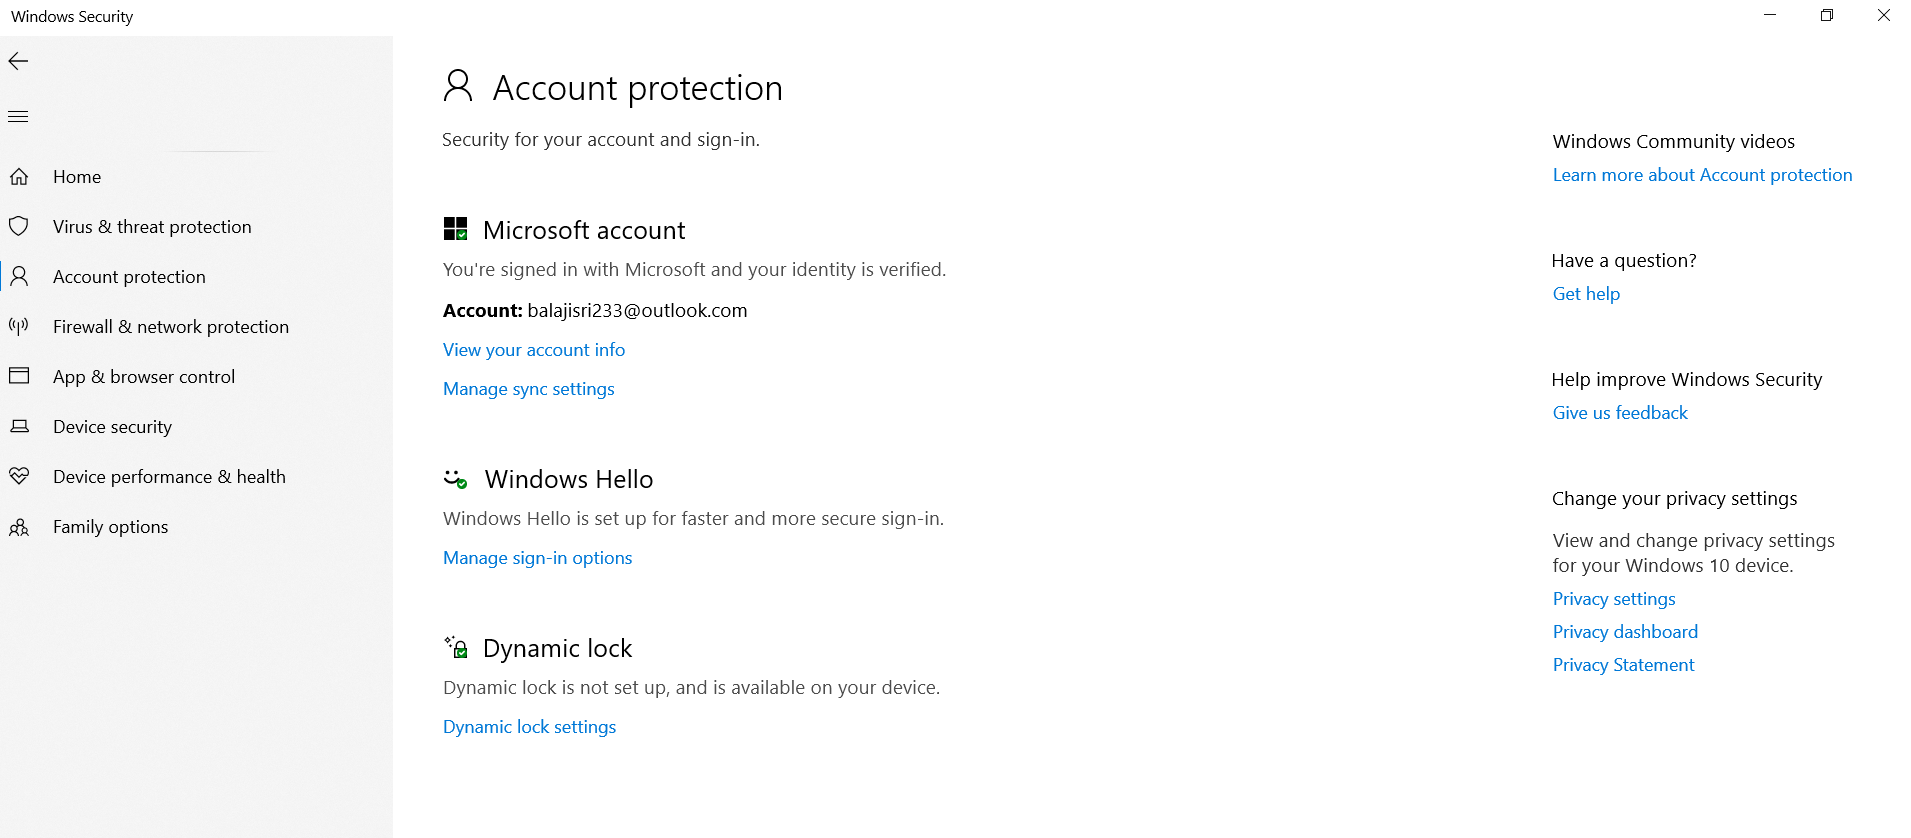 Windows Security
Home
Virus & threat protection
Account protection
Firewall & network protection
App & browser control
Device security
Device performance & health
Family options
Account protection
Security for your account and sign-in.
Microsoft account
You're signed in with Microsoft and your identity is verified.
Account: balajisri233@outlook.com
View your account info
Manage sync settings
Windows Hello
Windows Hello is set up for faster and more secure sign-in.
Manage sign-in options
Dynamic lock
Dynamic lock is not set up, and is available on your device.
Dynamic lock settings
Windows Community videos
Learn more about Account protection
Have a question?
Get help
Help improve Windows Security
Give us feedback
Change your privacy settings
View and change privacy settings
for your Windows 10 device.
Privacy settings
Privacy dashboard
Privacy Statement